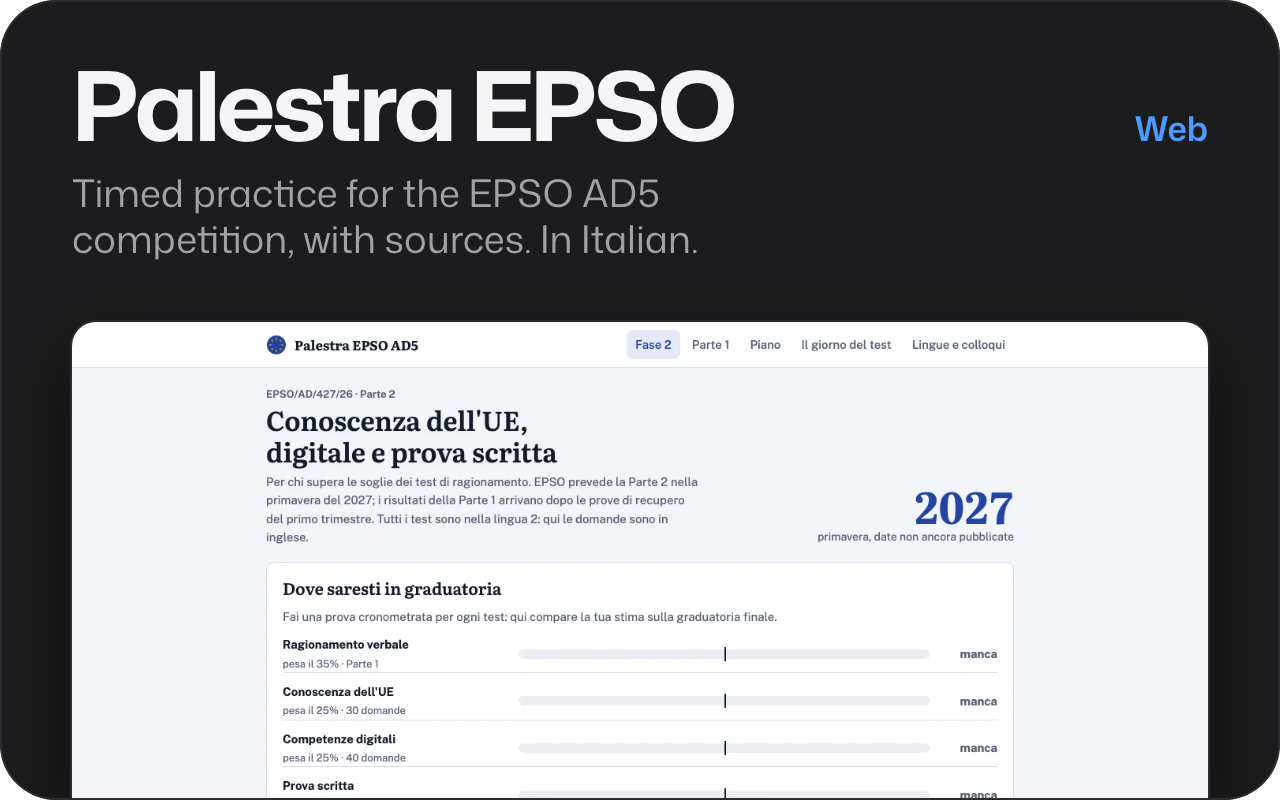 Palestra EPSO
Web
Timed practice for the EPSO AD5
competition, with sources. In Italian.
Palestra EPSO AD5
Fase 2
Parte 1
Piano
Il giorno del test
Lingue e colloqui
EPSO/AD/427/26 · Parte 2
Conoscenza dell'UE,
digitale e prova scritta
Per chi supera le soglie dei test di ragionamento. EPSO prevede la Parte 2 nella
primavera del 2027; i risultati della Parte 1 arrivano dopo le prove di recupero
del primo trimestre. Tutti i test sono nella lingua 2: qui le domande sono in
inglese.
2027
primavera, date non ancora pubblicate
Dove saresti in graduatoria
Fai una prova cronometrata per ogni test: qui compare la tua stima sulla graduatoria finale.
Ragionamento verbale
pesa il 35% · Parte 1
manca
Conoscenza dell'UE
pesa il 25% · 30 domande
manca
Competenze digitali
pesa il 25% · 40 domande
manca
Prova scritta
manca